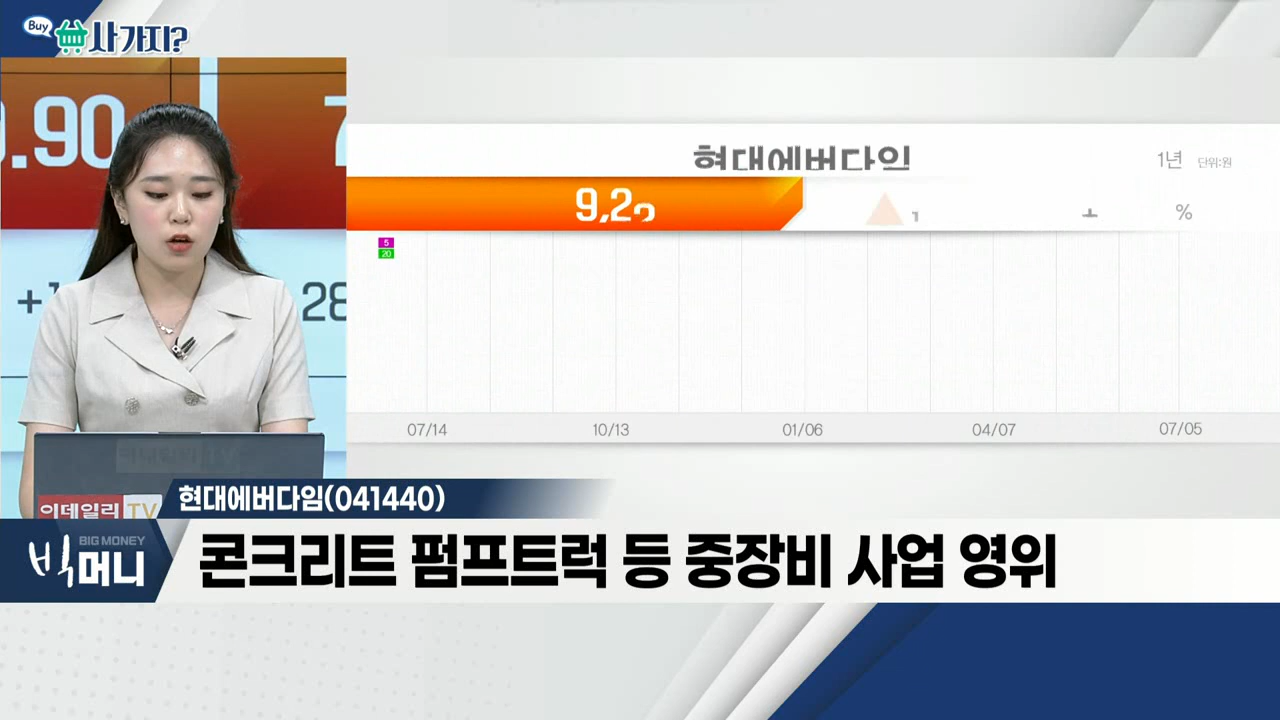 Buy
사가지?
.90
현대에버다임
1년 단위:원
9,2
%
5
20
28
07/14 10/13 01/06 04/07 07/05
이데일리 TV
현대에버다임(041440)
BIG MONEY
빅머니
콘크리트 펌프트럭 등 중장비 사업 영위